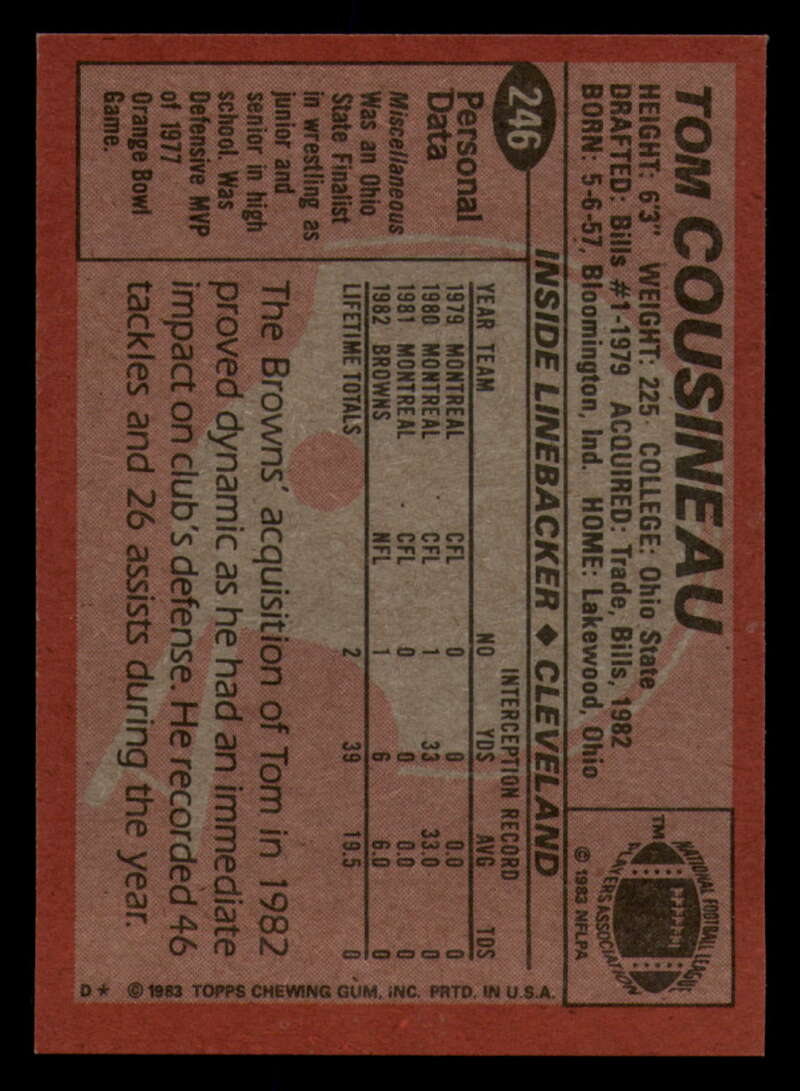 TOM COUSINEAU
HEIGHT: 6'3" WEIGHT: 225 COLLEGE: Ohio State
DRAFTED: Bills #1-1979 ACQUIRED: Trade, Bills, 1982
BORN: 5-6-57, Bloomington, Ind. HOME: Lakewood, Ohio
NATIONAL FOOTBALL LEAGUE
PLAYERS ASSOCIATION
NFLPA
TM
© 1983 NFLPA
246
INSIDE LINEBACKER ♦ CLEVELAND
Personal
Data
Miscellaneous
Was an Ohio
State Finalist
in wrestling as
junior and
senior in high
school. Was
Defensive MVP
of 1977
Orange Bowl
Game.
INTERCEPTION RECORD
YEAR TEAM NO YDS AVG TDS
1979 MONTREAL CFL 0 0 0.0 0
1980 MONTREAL CFL 1 33 33.0 0
1981 MONTREAL CFL 0 0 0.0 0
1982 BROWNS NFL 1 6 6.0 0
LIFETIME TOTALS 2 39 19.5 0
The Browns' acquisition of Tom in 1982
proved dynamic as he had an immediate
impact on club's defense. He recorded 46
tackles and 26 assists during the year.
D* © 1983 TOPPS CHEWING GUM, INC. PRTD. IN U.S.A.